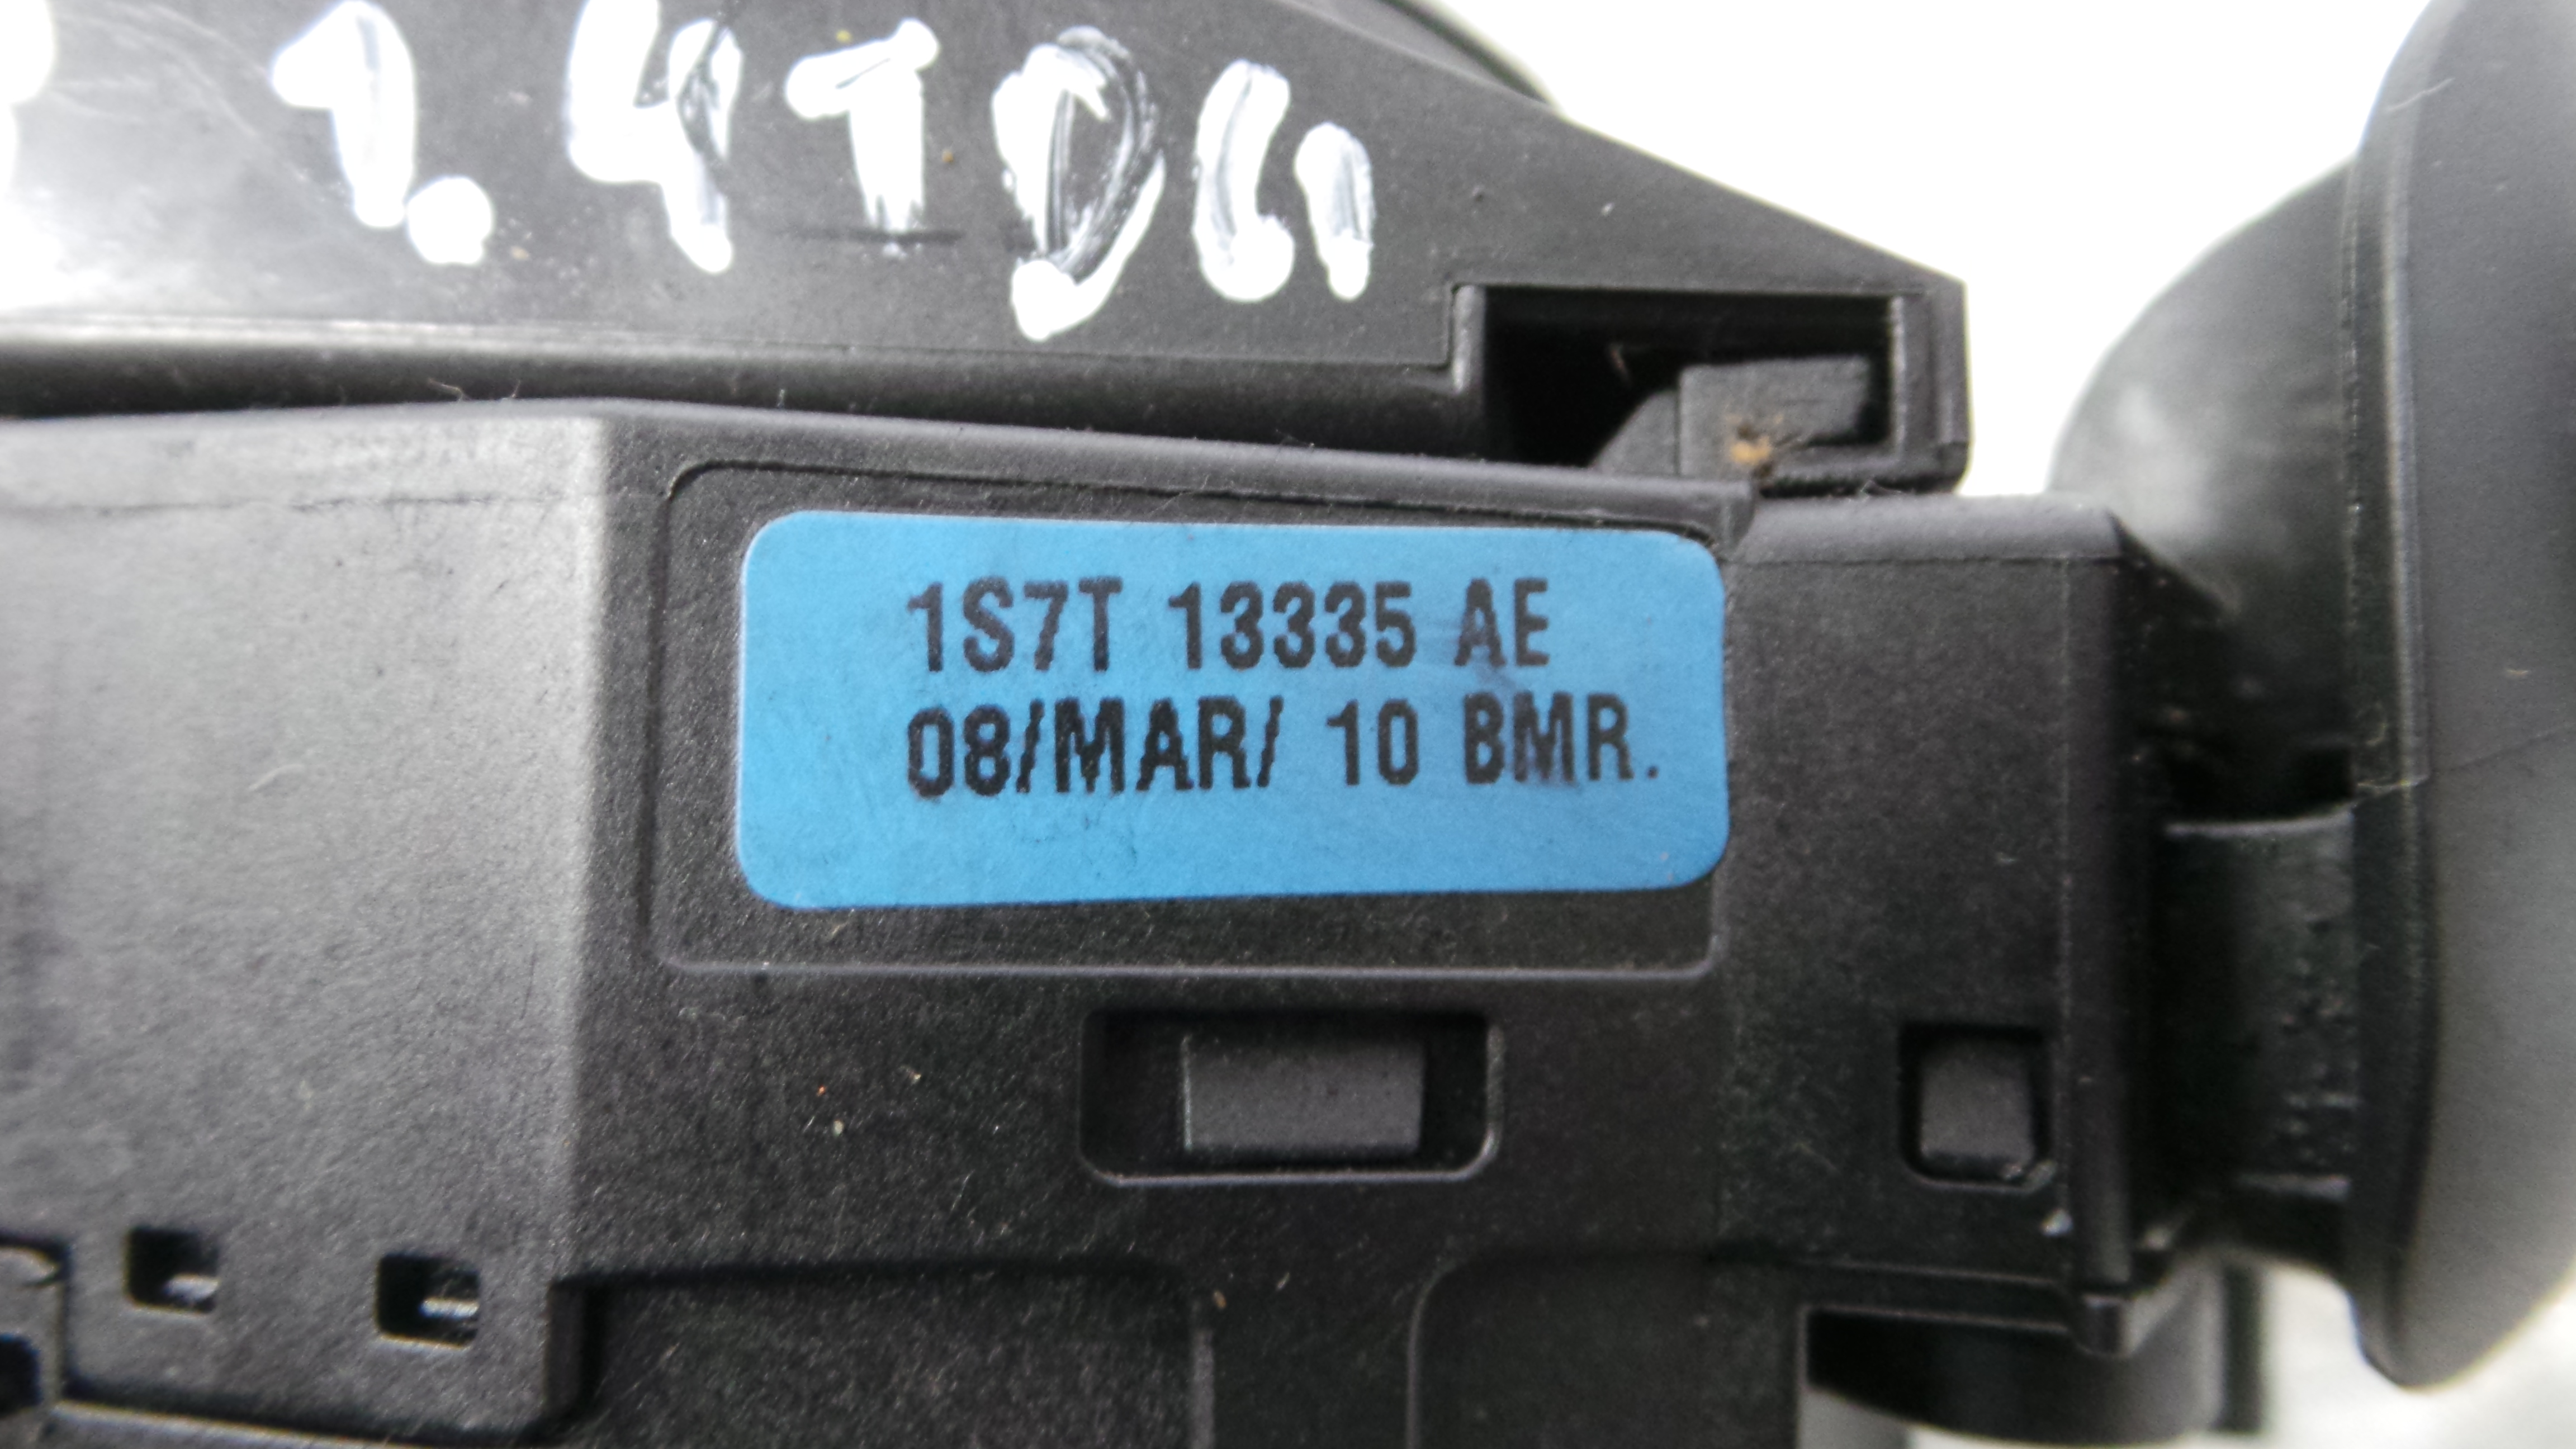 1.4TDCi
1S7T 13335 AE
08/MAR/ 10 BMR.